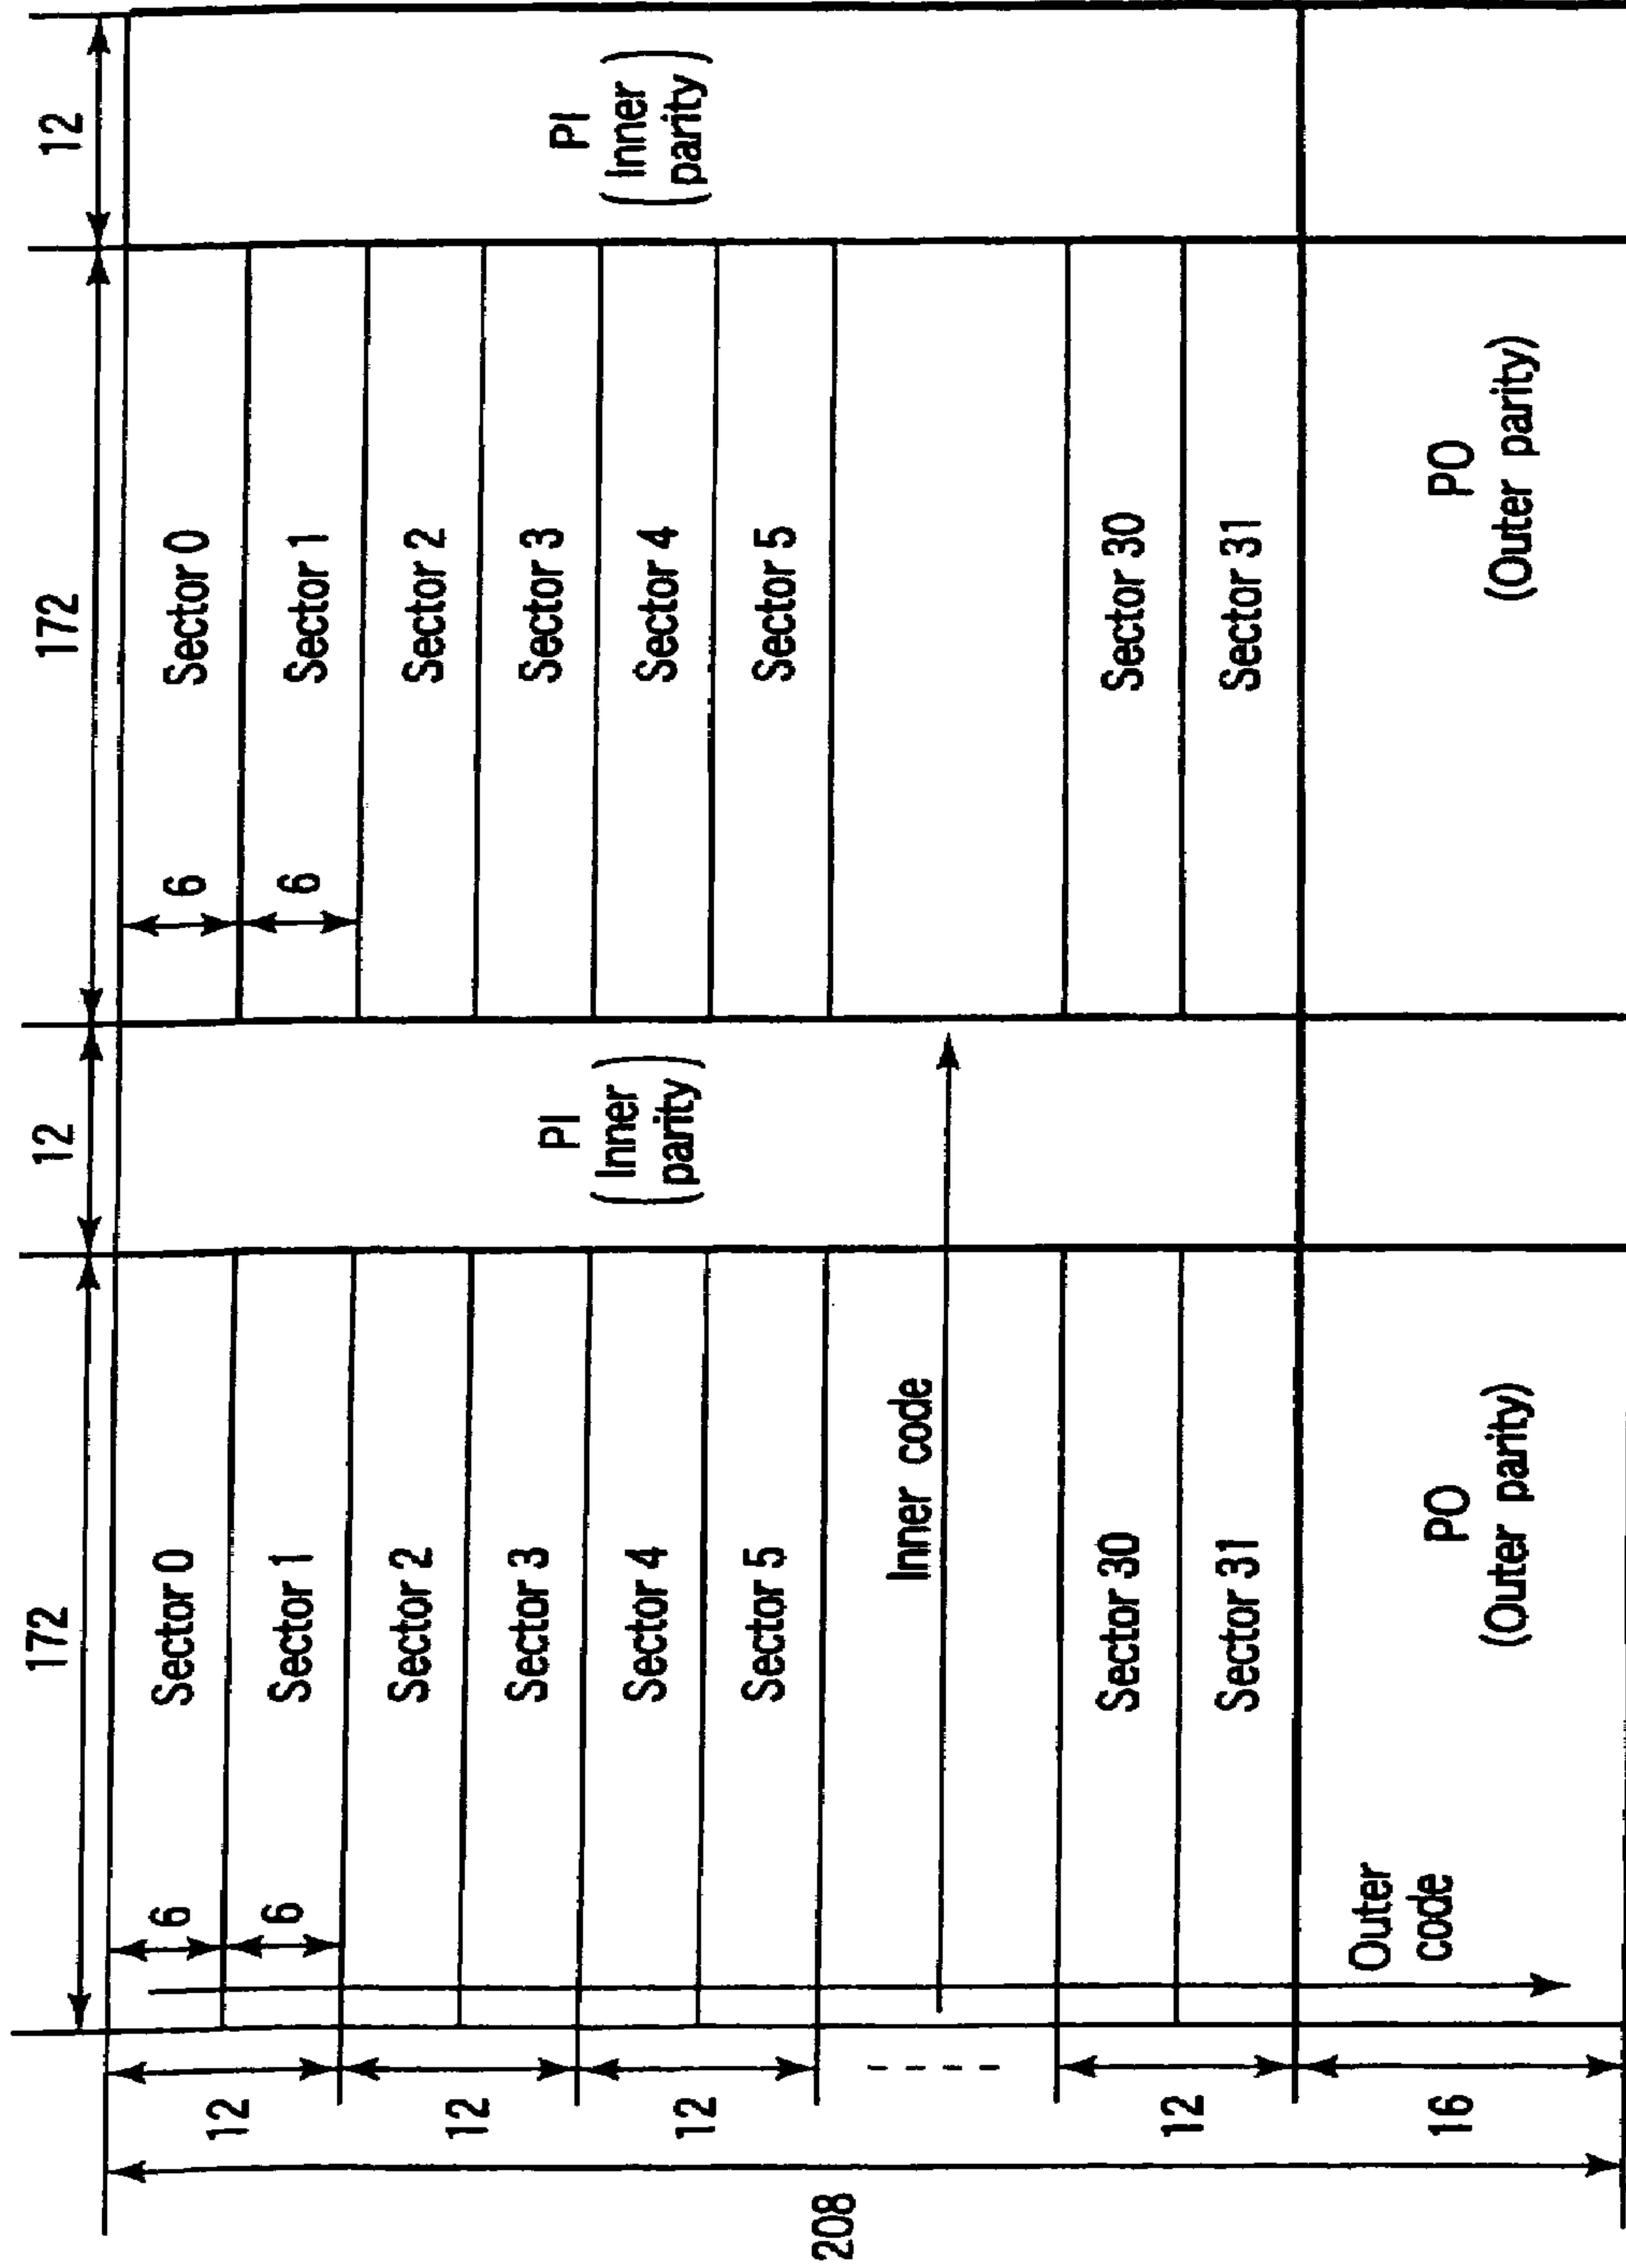 172
12
172
12
6
6
6
6
Sector 0
Sector 1
Sector 2
Sector 3
Sector 4
Sector 5
Sector 30
Sector 31
Sector 0
Sector 1
Sector 2
Sector 3
Sector 4
Sector 5
Sector 30
Sector 31
PI
(Inner
parity)
PI
(Inner
parity)
Inner code
Outer
code
PO
(Outer parity)
PO
(Outer parity)
12
12
12
12
16
208